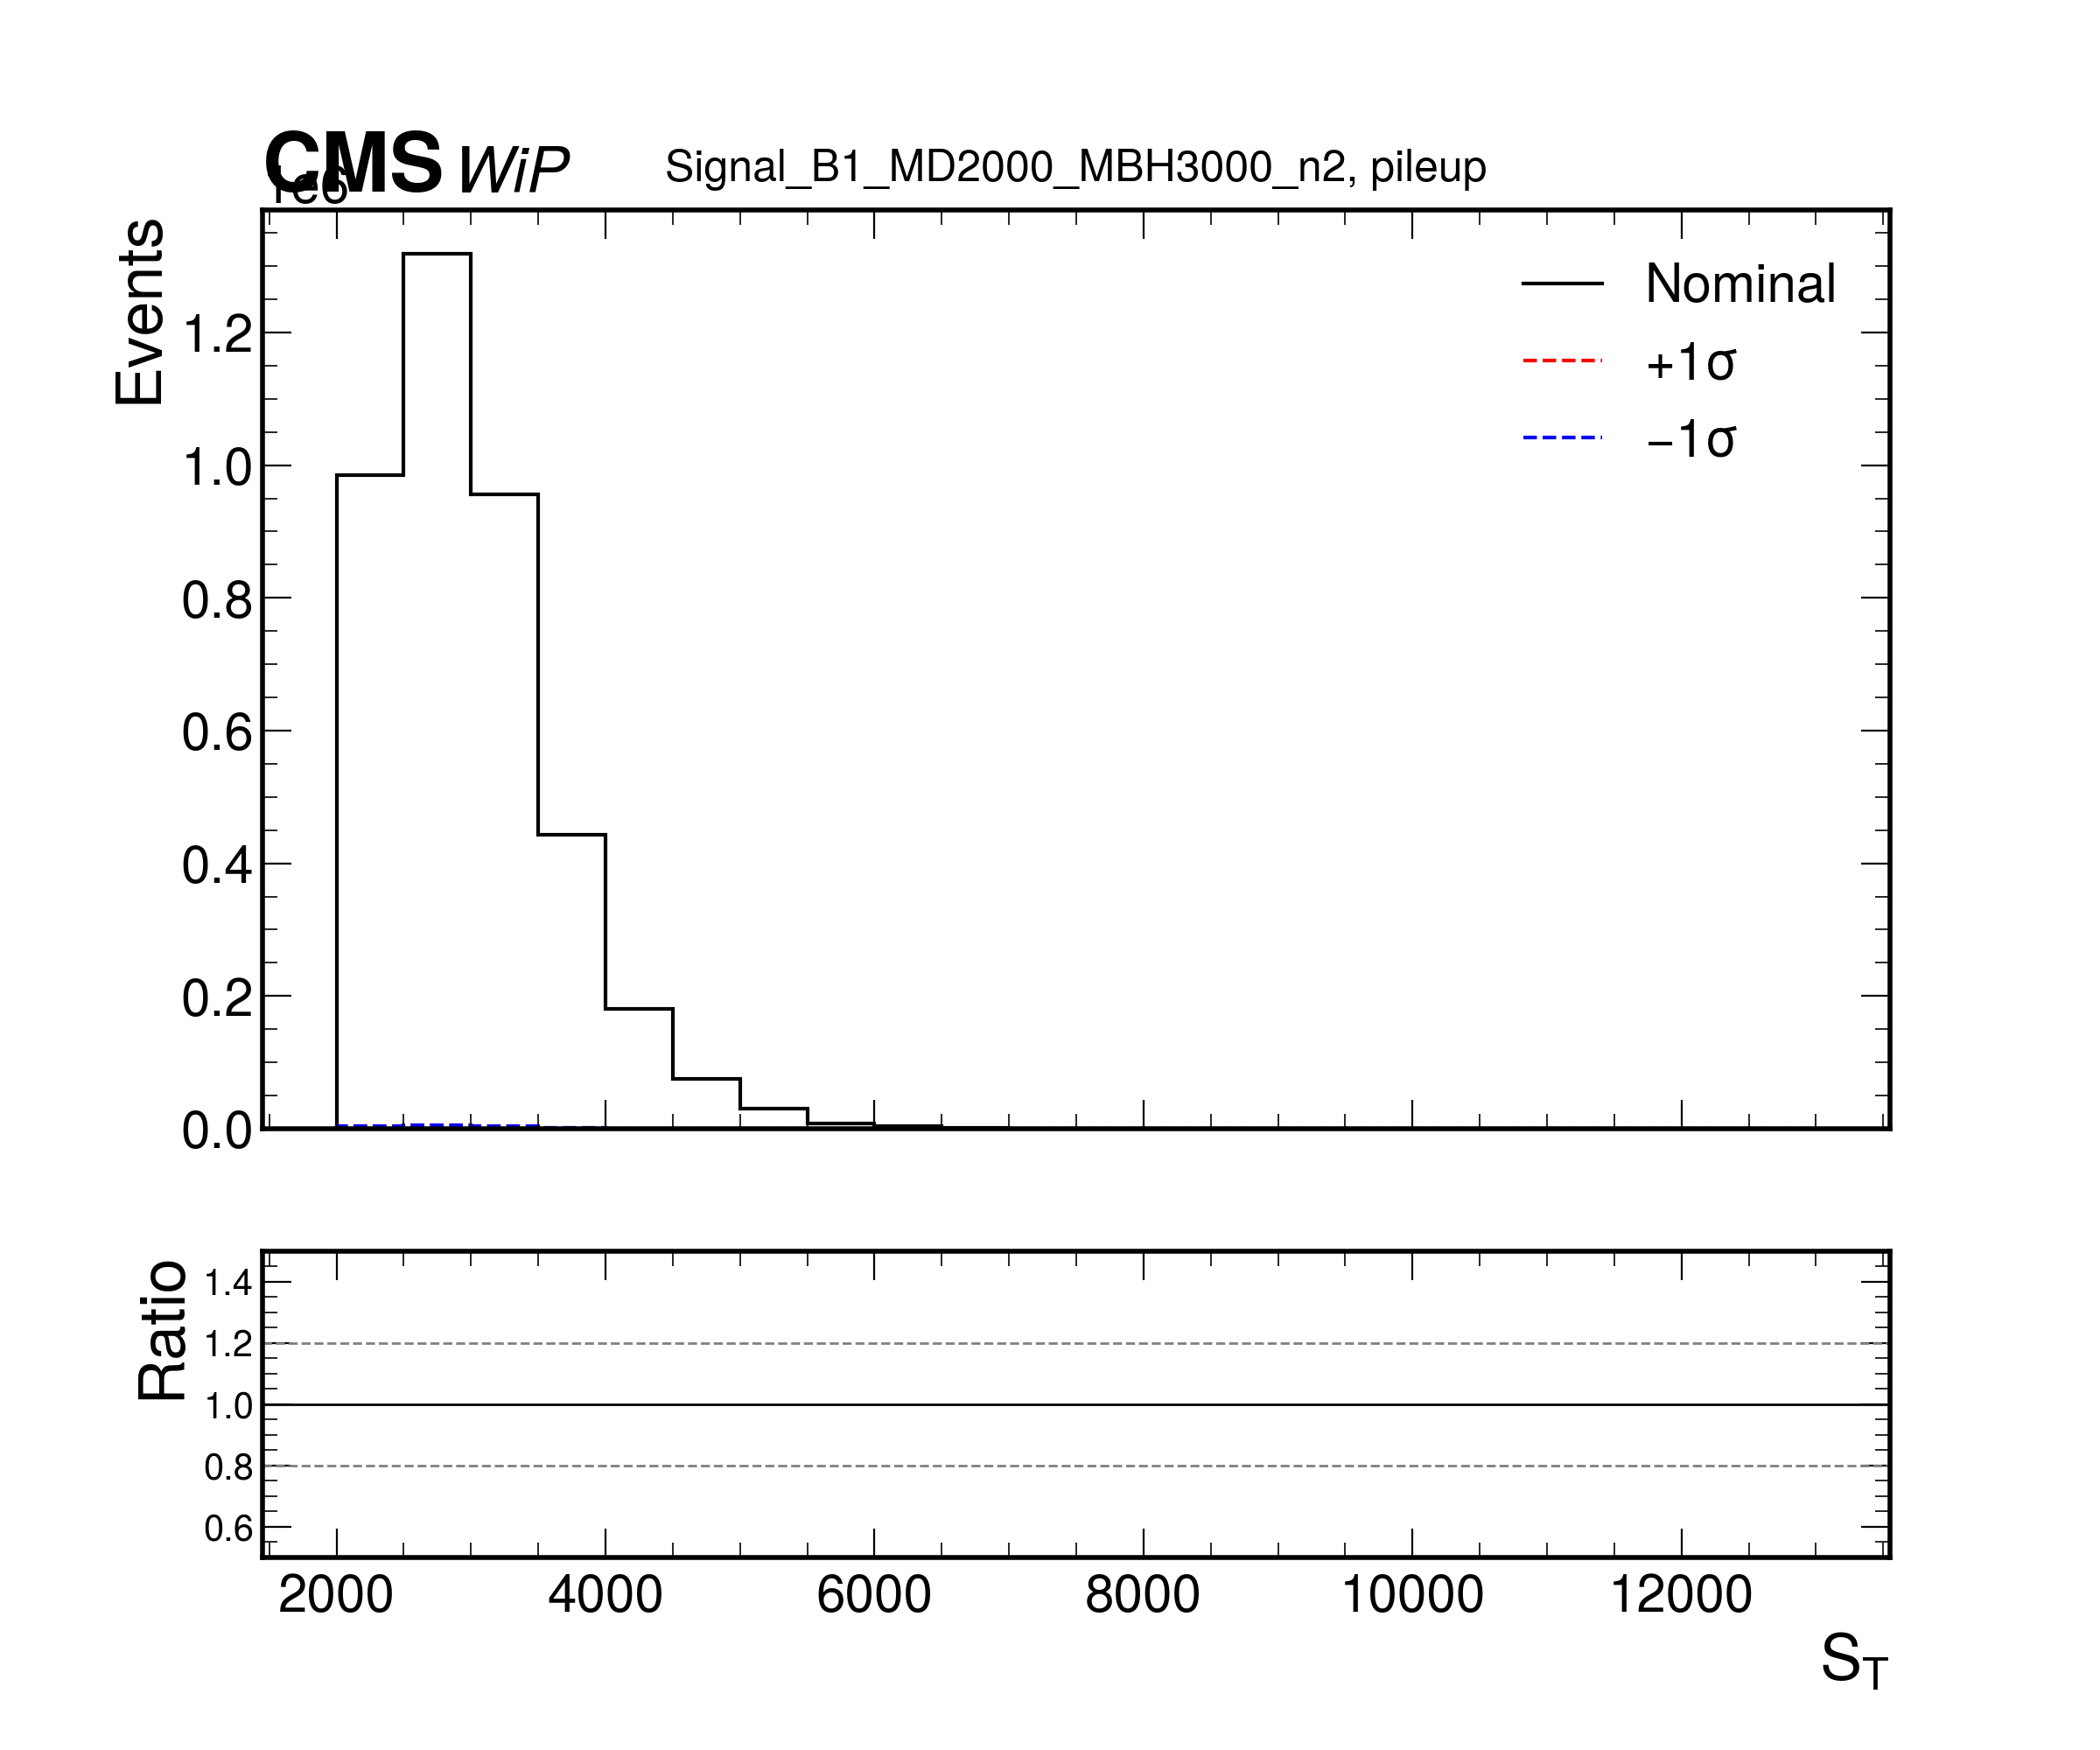 CMS WiP Signal_B1_MD2000_MBH3000_n2, pileup
1e6
Events
1.2
1.0
0.8
0.6
0.4
0.2
0.0
Nominal
+1σ
−1σ
Ratio
1.4
1.2
1.0
0.8
0.6
2000 4000 6000 8000 10000 12000
S_T